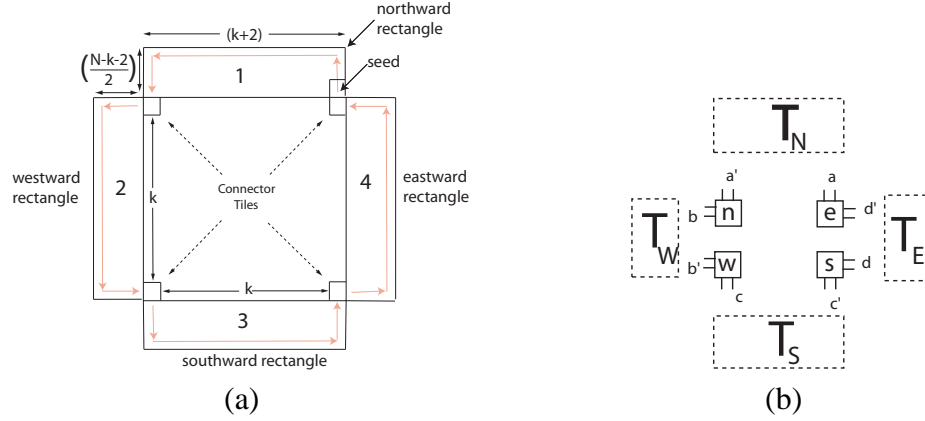 (k+2)
northward
rectangle
(N-k-2
2)
1
seed
westward
rectangle
2
k
Connector
Tiles
4
eastward
rectangle
k
3
southward rectangle
(a)
T_N
a'
a
b
n
e
d'
T_W
T_E
b'
w
s
d
c
c'
T_S
(b)